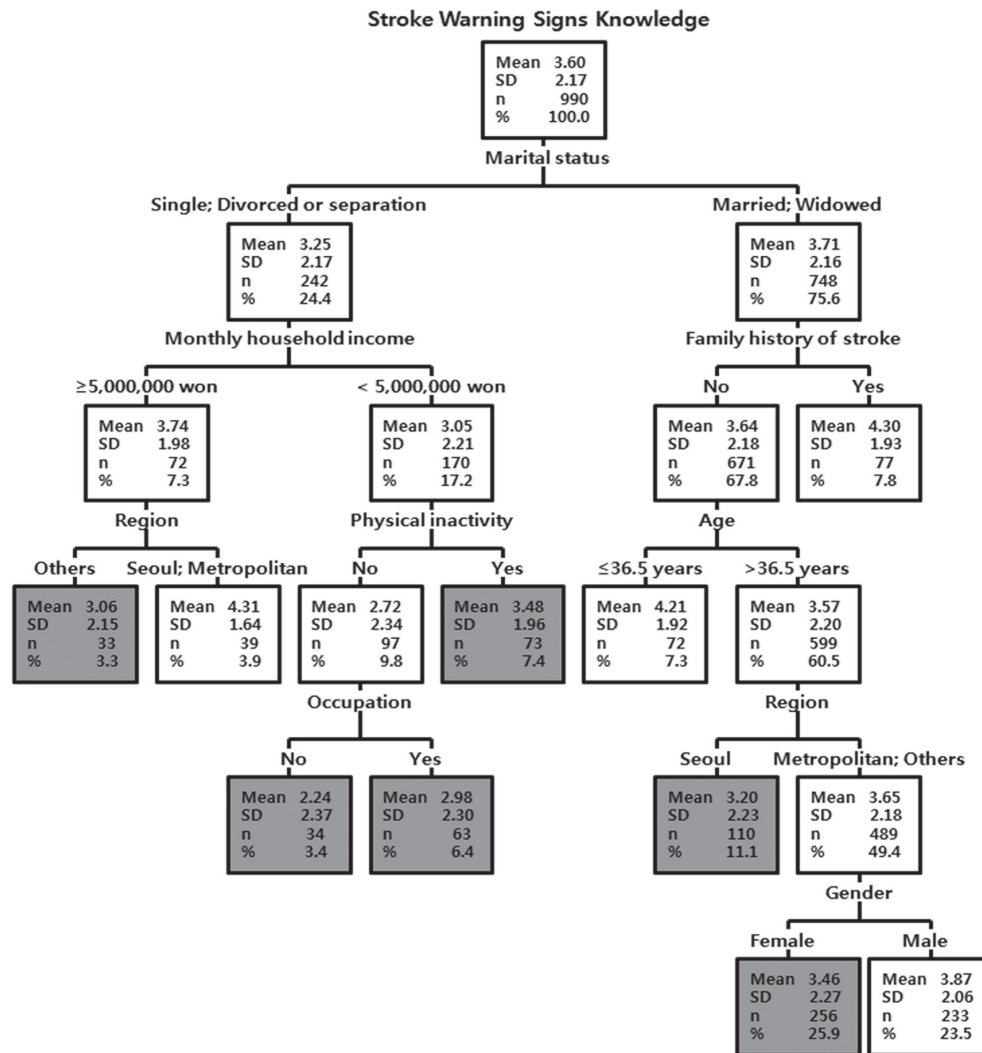 Stroke Warning Signs Knowledge
Mean 3.60
SD 2.17
n 990
% 100.0
Marital status
Single; Divorced or separation
Mean 3.25
SD 2.17
n 242
% 24.4
Married; Widowed
Mean 3.71
SD 2.16
n 748
% 75.6
Monthly household income
Family history of stroke
≥5,000,000 won
Mean 3.74
SD 1.98
n 72
% 7.3
< 5,000,000 won
Mean 3.05
SD 2.21
n 170
% 17.2
No
Mean 3.64
SD 2.18
n 671
% 67.8
Yes
Mean 4.30
SD 1.93
n 77
% 7.8
Region
Physical inactivity
Age
Others
Mean 3.06
SD 2.15
n 33
% 3.3
Seoul; Metropolitan
Mean 4.31
SD 1.64
n 39
% 3.9
No
Mean 2.72
SD 2.34
n 97
% 9.8
Yes
Mean 3.48
SD 1.96
n 73
% 7.4
≤36.5 years
Mean 4.21
SD 1.92
n 72
% 7.3
>36.5 years
Mean 3.57
SD 2.20
n 599
% 60.5
Occupation
Region
No
Mean 2.24
SD 2.37
n 34
% 3.4
Yes
Mean 2.98
SD 2.30
n 63
% 6.4
Seoul
Mean 3.20
SD 2.23
n 110
% 11.1
Metropolitan; Others
Mean 3.65
SD 2.18
n 489
% 49.4
Gender
Female
Mean 3.46
SD 2.27
n 256
% 25.9
Male
Mean 3.87
SD 2.06
n 233
% 23.5